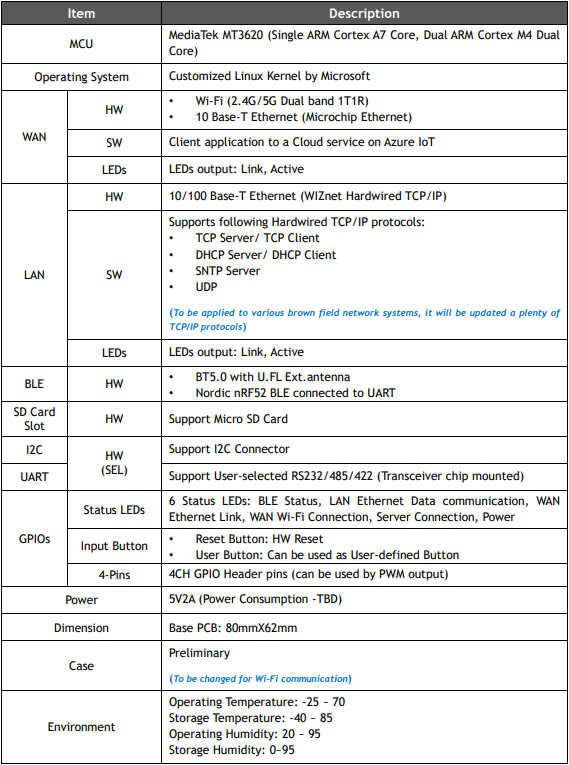 Item Description
MCU
MediaTek MT3620 (Single ARM Cortex A7 Core, Dual ARM Cortex M4 Dual
Core)
Operating System
Customized Linux Kernel by Microsoft
WAN
HW
• Wi-Fi (2.4G/5G Dual band 1T1R)
• 10 Base-T Ethernet (Microchip Ethernet)
SW
Client application to a Cloud service on Azure IoT
LEDs
LEDs output: Link, Active
LAN
HW
10/100 Base-T Ethernet (WIZnet Hardwired TCP/IP)
SW
Supports following Hardwired TCP/IP protocols:
• TCP Server/ TCP Client
• DHCP Server/ DHCP Client
• SNTP Server
• UDP
(To be applied to various brown field network systems, it will be updated a plenty of
TCP/IP protocols)
LEDs
LEDs output: Link, Active
BLE
HW
• BT5.0 with U.FL Ext.antenna
• Nordic nRF52 BLE connected to UART
SD Card
Slot
HW
Support Micro SD Card
I2C
HW
(SEL)
Support I2C Connector
UART
Support User-selected RS232/485/422 (Transceiver chip mounted)
GPIOs
Status LEDs
6 Status LEDs: BLE Status, LAN Ethernet Data communication, WAN
Ethernet Link, WAN Wi-Fi Connection, Server Connection, Power
Input Button
• Reset Button: HW Reset
• User Button: Can be used as User-defined Button
4-Pins
4CH GPIO Header pins (can be used by PWM output)
Power
5V2A (Power Consumption -TBD)
Dimension
Base PCB: 80mmX62mm
Case
Preliminary
(To be changed for Wi-Fi communication)
Environment
Operating Temperature: -25 ~ 70
Storage Temperature: -40 ~ 85
Operating Humidity: 20 ~ 95
Storage Humidity: 0~95